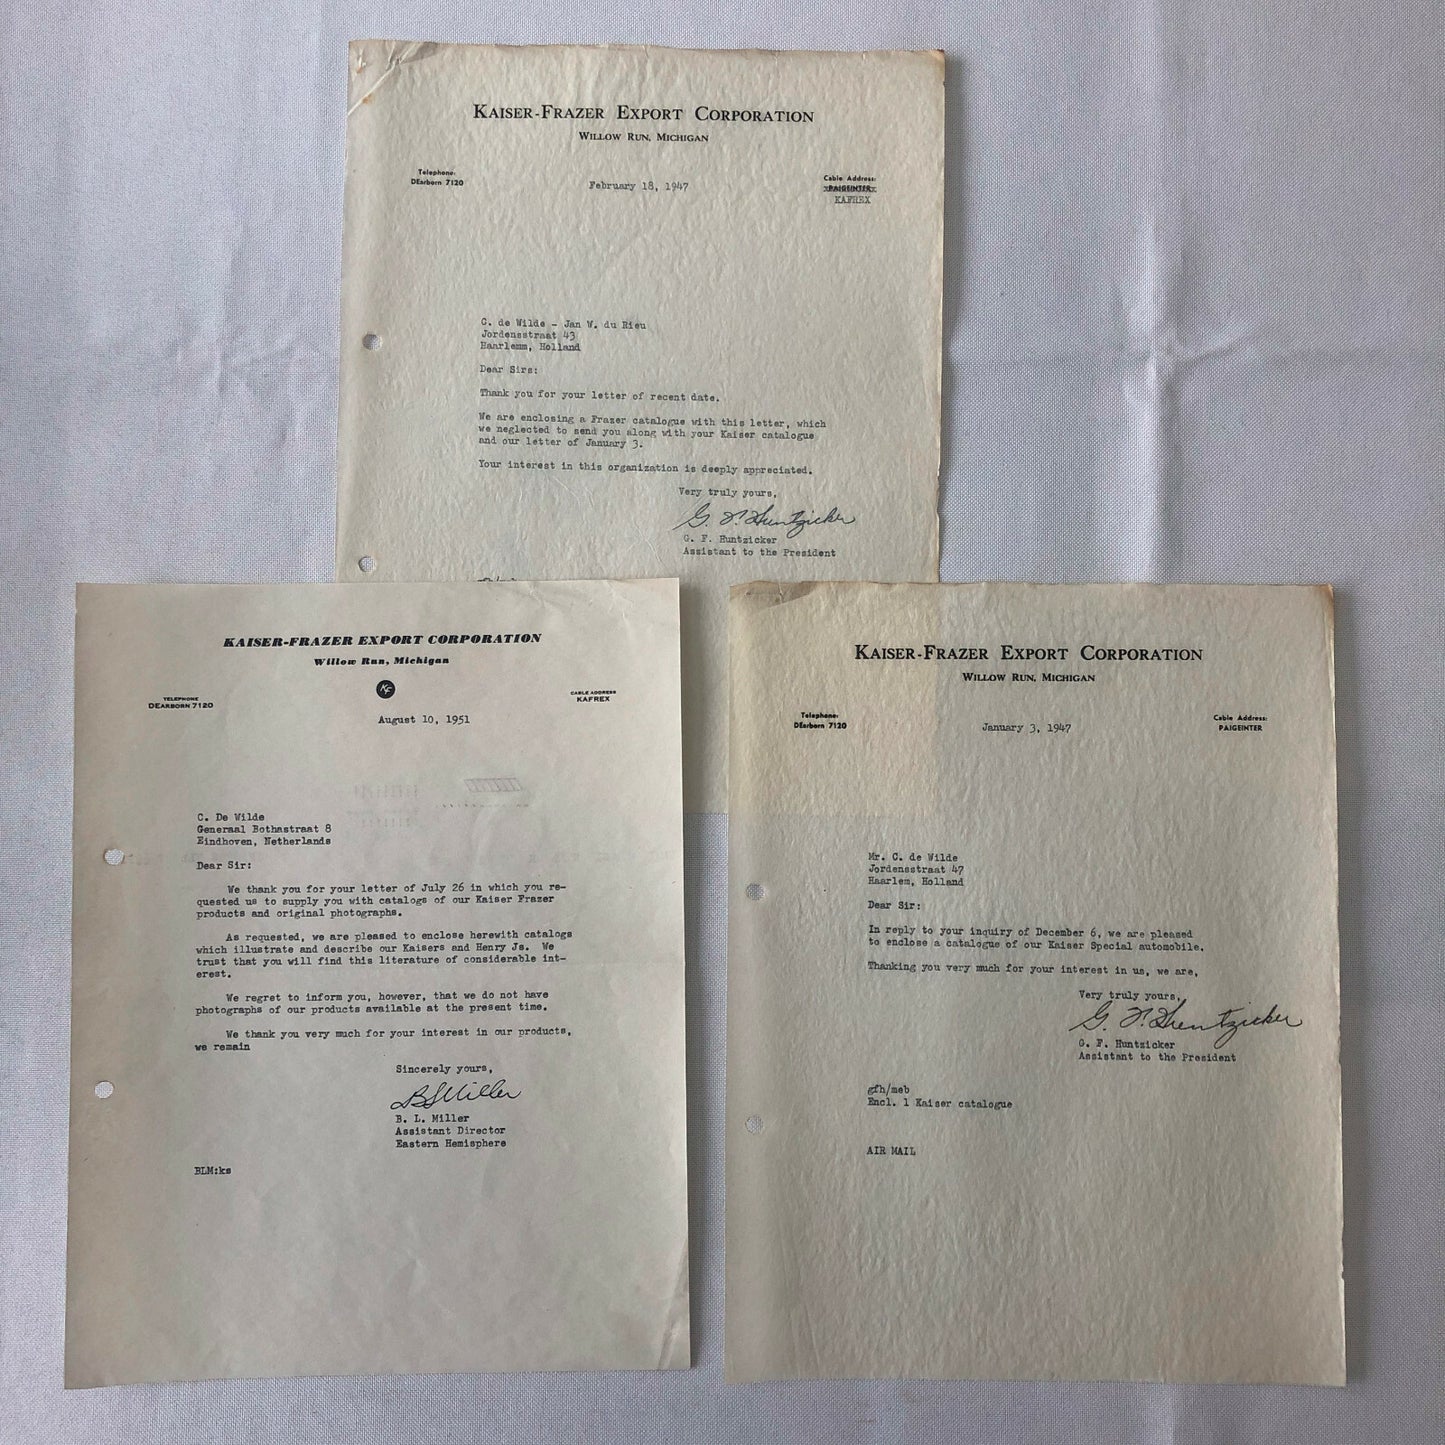 KAISER-FRAZER EXPORT CORPORATION
WILLOW RUN, MICHIGAN
Telephone:
DEarborn 7120
February 18, 1947
Cable Address:
PAIGEINTER
KAFREX
C. de Wilde - Jan W. du Rieu
Jordensstraat 43
Haarlemm, Holland
Dear Sirs:
Thank you for your letter of recent date.
We are enclosing a Frazer catalogue with this letter, which
we neglected to send you along with your Kaiser catalogue
and our letter of January 3.
Your interest in this organization is deeply appreciated.
Very truly yours,
G. F. Huntzicker
G. F. Huntzicker
Assistant to the President
KAISER-FRAZER EXPORT CORPORATION
Willow Run, Michigan
KF
TELEPHONE
DEARBORN 7120
CABLE ADDRESS
KAFREX
August 10, 1951
C. De Wilde
Generaal Bothastraat 8
Eindhoven, Netherlands
Dear Sir:
We thank you for your letter of July 26 in which you re-
quested us to supply you with catalogs of our Kaiser Frazer
products and original photographs.
As requested, we are pleased to enclose herewith catalogs
which illustrate and describe our Kaisers and Henry Js. We
trust that you will find this literature of considerable int-
erest.
We regret to inform you, however, that we do not have
photographs of our products available at the present time.
We thank you very much for your interest in our products,
we remain
Sincerely yours,
B L Miller
B. L. Miller
Assistant Director
Eastern Hemisphere
BLM:ks
KAISER-FRAZER EXPORT CORPORATION
WILLOW RUN, MICHIGAN
Telephone:
DEarborn 7120
January 3, 1947
Cable Address:
PAIGEINTER
Mr. C. de Wilde
Jordensstraat 47
Haarlem, Holland
Dear Sir:
In reply to your inquiry of December 6, we are pleased
to enclose a catalogue of our Kaiser Special automobile.
Thanking you very much for your interest in us, we are,
Very truly yours,
G. F. Huntzicker
G. F. Huntzicker
Assistant to the President
gfh/meb
Encl. 1 Kaiser catalogue
AIR MAIL